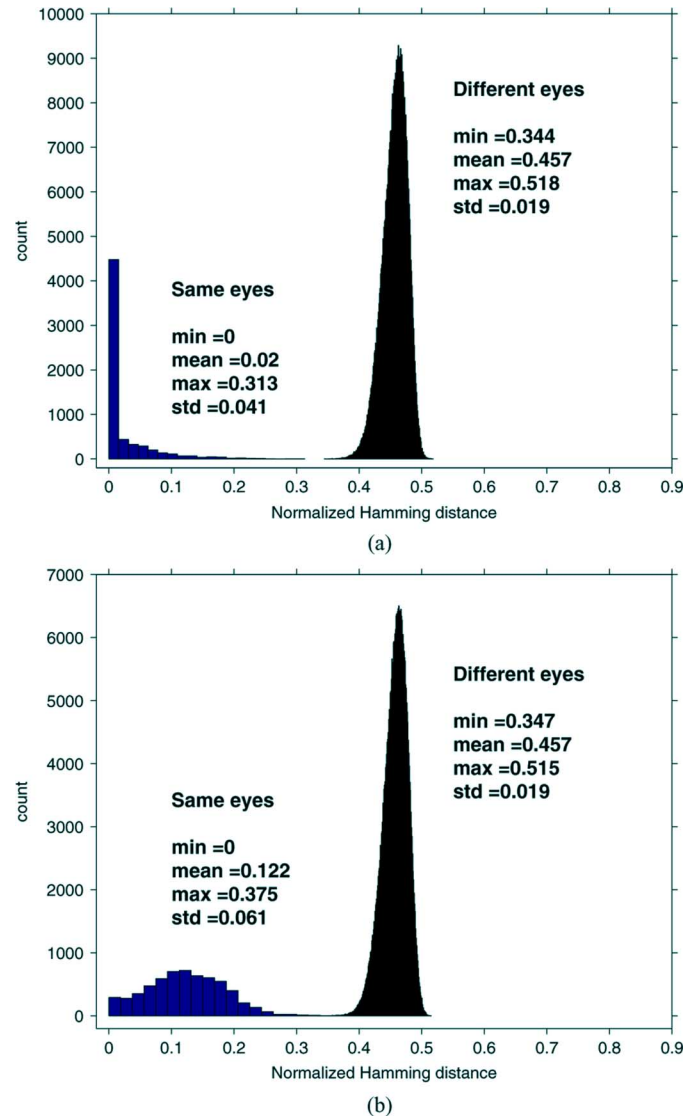 10000
9000
8000
7000
6000
5000
4000
3000
2000
1000
0
count
Different eyes
min =0.344
mean =0.457
max =0.518
std =0.019
Same eyes
min =0
mean =0.02
max =0.313
std =0.041
0 0.1 0.2 0.3 0.4 0.5 0.6 0.7 0.8 0.9
Normalized Hamming distance
(a)
7000
6000
5000
4000
3000
2000
1000
0
count
Different eyes
min =0.347
mean =0.457
max =0.515
std =0.019
Same eyes
min =0
mean =0.122
max =0.375
std =0.061
0 0.1 0.2 0.3 0.4 0.5 0.6 0.7 0.8 0.9
Normalized Hamming distance
(b)